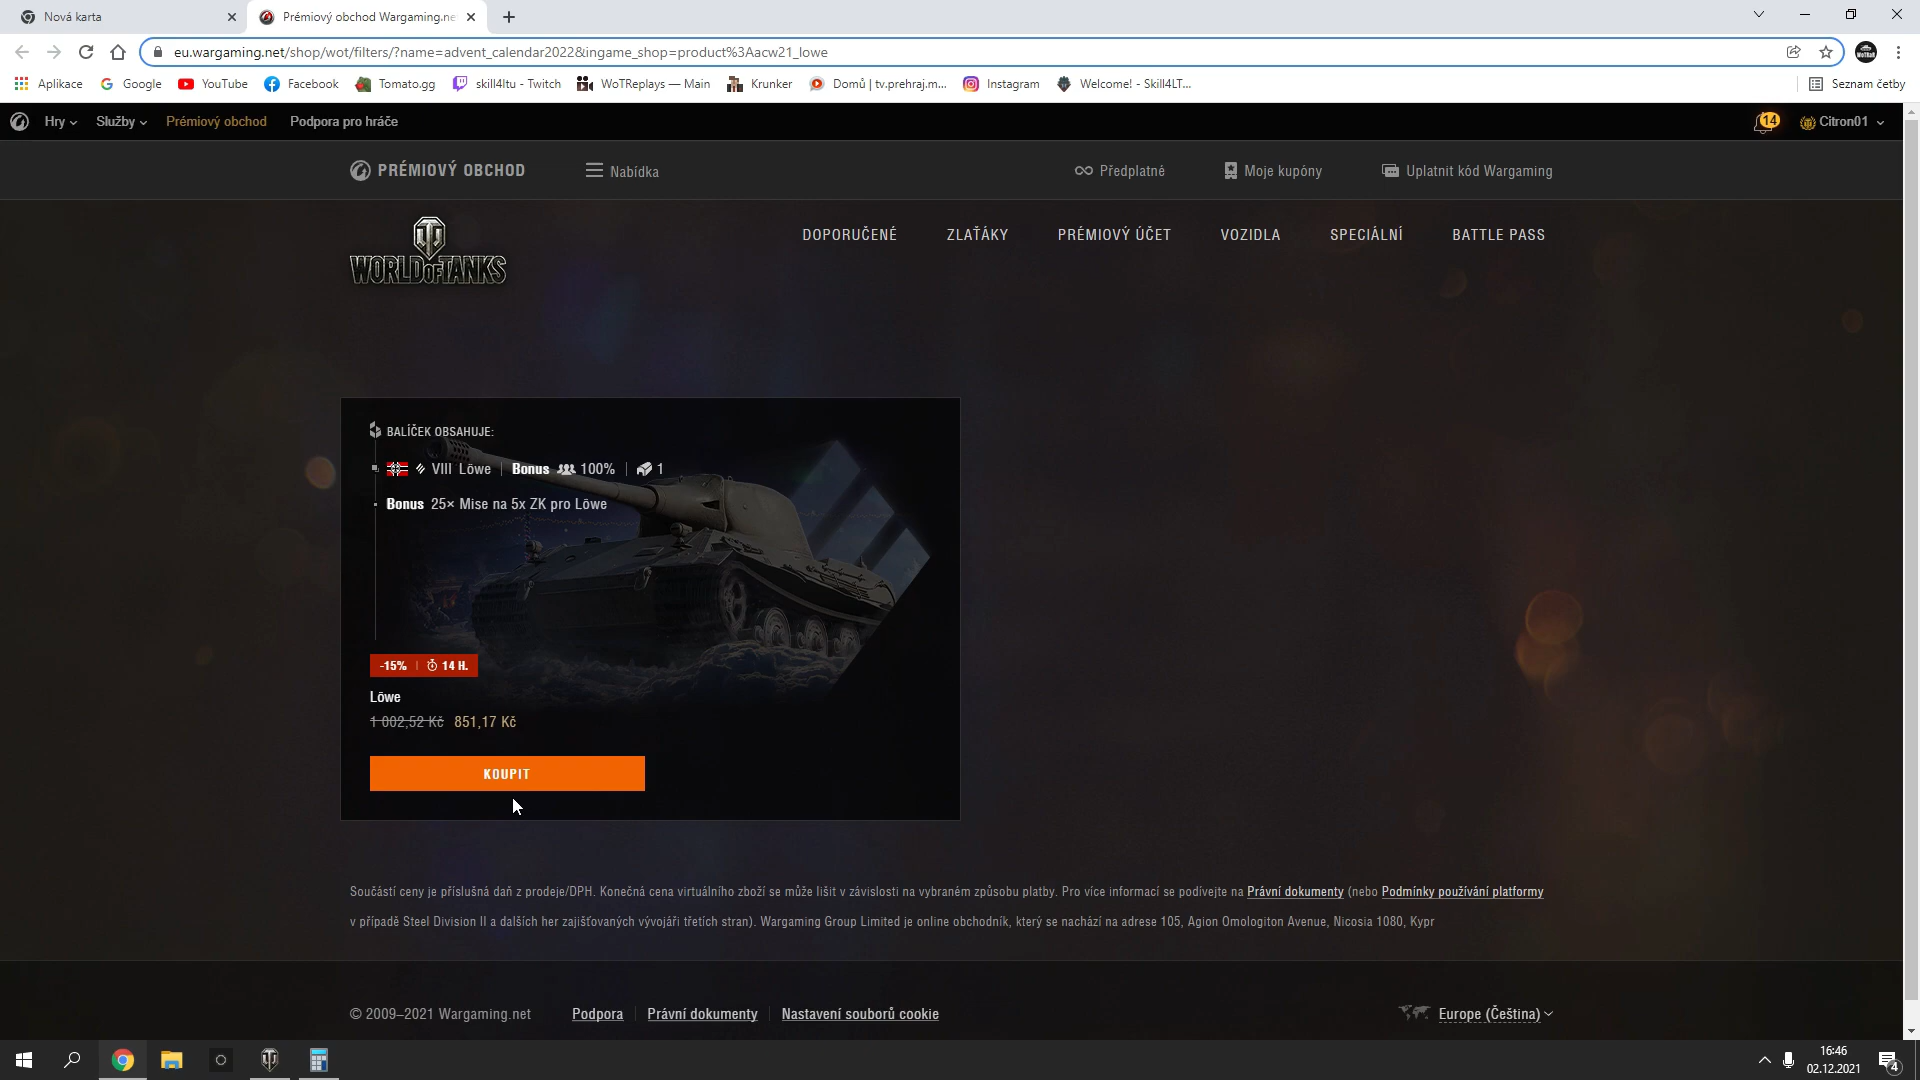 Nová karta
Prémiový obchod Wargaming.ne
eu.wargaming.net/shop/wot/filters/?name=advent_calendar2022&ingame_shop=product%3Aacw21_lowe
Aplikace Google YouTube Facebook Tomato.gg skill4ltu - Twitch WoTReplays — Main Krunker Domů | tv.prehraj.m... Instagram Welcome! - Skill4LT... Seznam četby
Hry Služby Prémiový obchod Podpora pro hráče 14 Citron01
PRÉMIOVÝ OBCHOD Nabídka Předplatné Moje kupóny Uplatnit kód Wargaming
WORLD OF TANKS
DOPORUČENÉ ZLAŤÁKY PRÉMIOVÝ ÚČET VOZIDLA SPECIÁLNÍ BATTLE PASS
BALÍČEK OBSAHUJE:
VIII Löwe Bonus 100% 1
Bonus 25× Mise na 5x ZK pro Löwe
-15% 14 H.
Löwe
1 002,52 Kč 851,17 Kč
KOUPIT
Součástí ceny je příslušná daň z prodeje/DPH. Konečná cena virtuálního zboží se může lišit v závislosti na vybraném způsobu platby. Pro více informací se podívejte na Právní dokumenty (nebo Podmínky používání platformy
v případě Steel Division II a dalších her zajišťovaných vývojáři třetích stran). Wargaming Group Limited je online obchodník, který se nachází na adrese 105, Agion Omologiton Avenue, Nicosia 1080, Kypr
© 2009–2021 Wargaming.net Podpora Právní dokumenty Nastavení souborů cookie Europe (Čeština)
16:46
02.12.2021
4